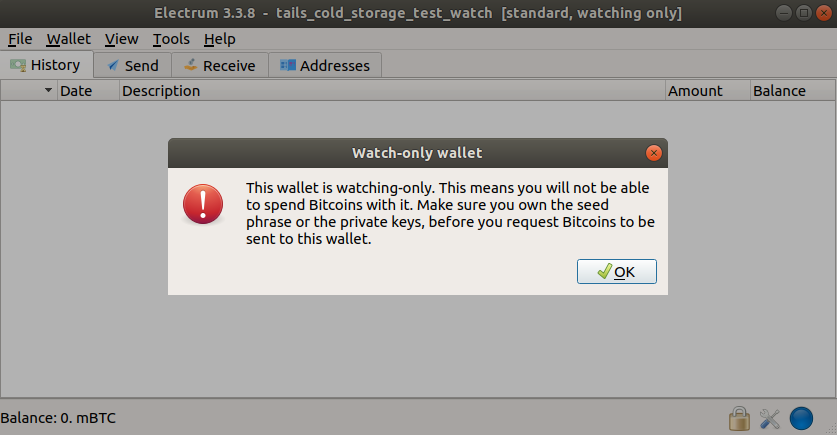 Electrum 3.3.8 - tails_cold_storage_test_watch [standard, watching only]
File Wallet View Tools Help
History Send Receive Addresses
Date Description Amount Balance
Watch-only wallet
This wallet is watching-only. This means you will not be able
to spend Bitcoins with it. Make sure you own the seed
phrase or the private keys, before you request Bitcoins to be
sent to this wallet.
OK
Balance: 0. mBTC